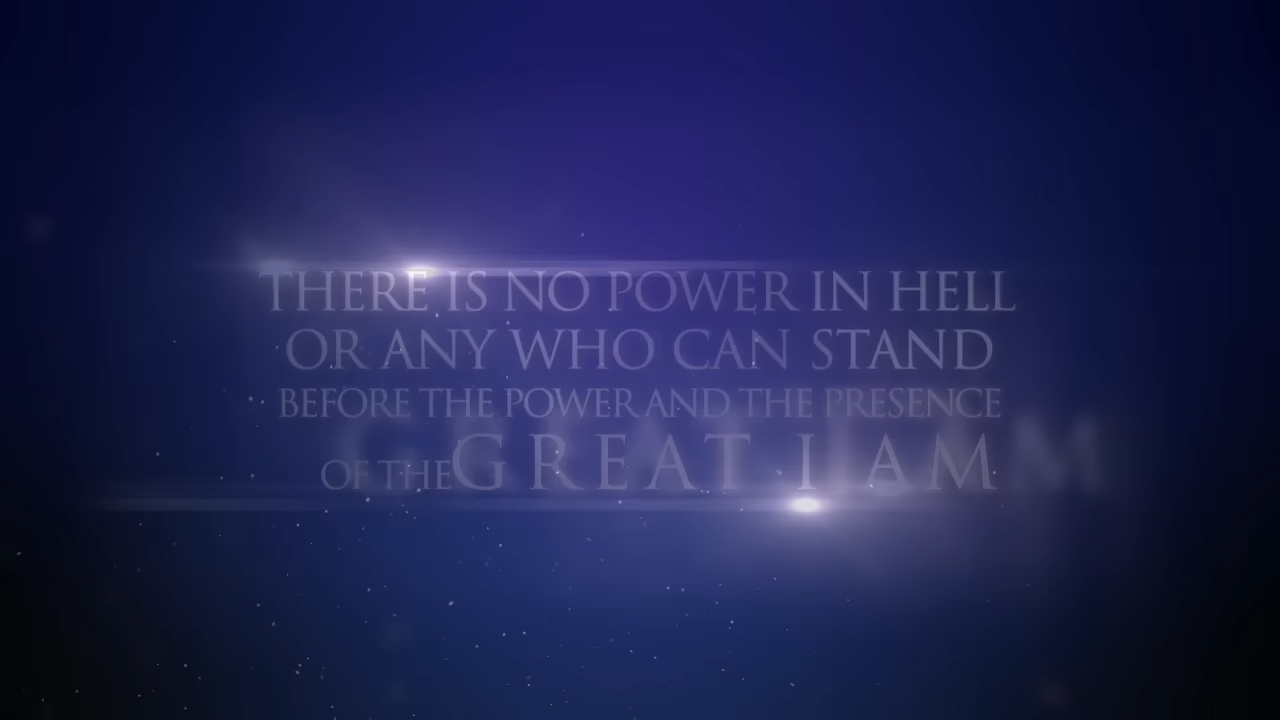 THERE IS NO POWER IN HELL
OR ANY WHO CAN STAND
BEFORE THE POWER AND THE PRESENCE
OF THE GREAT I AM